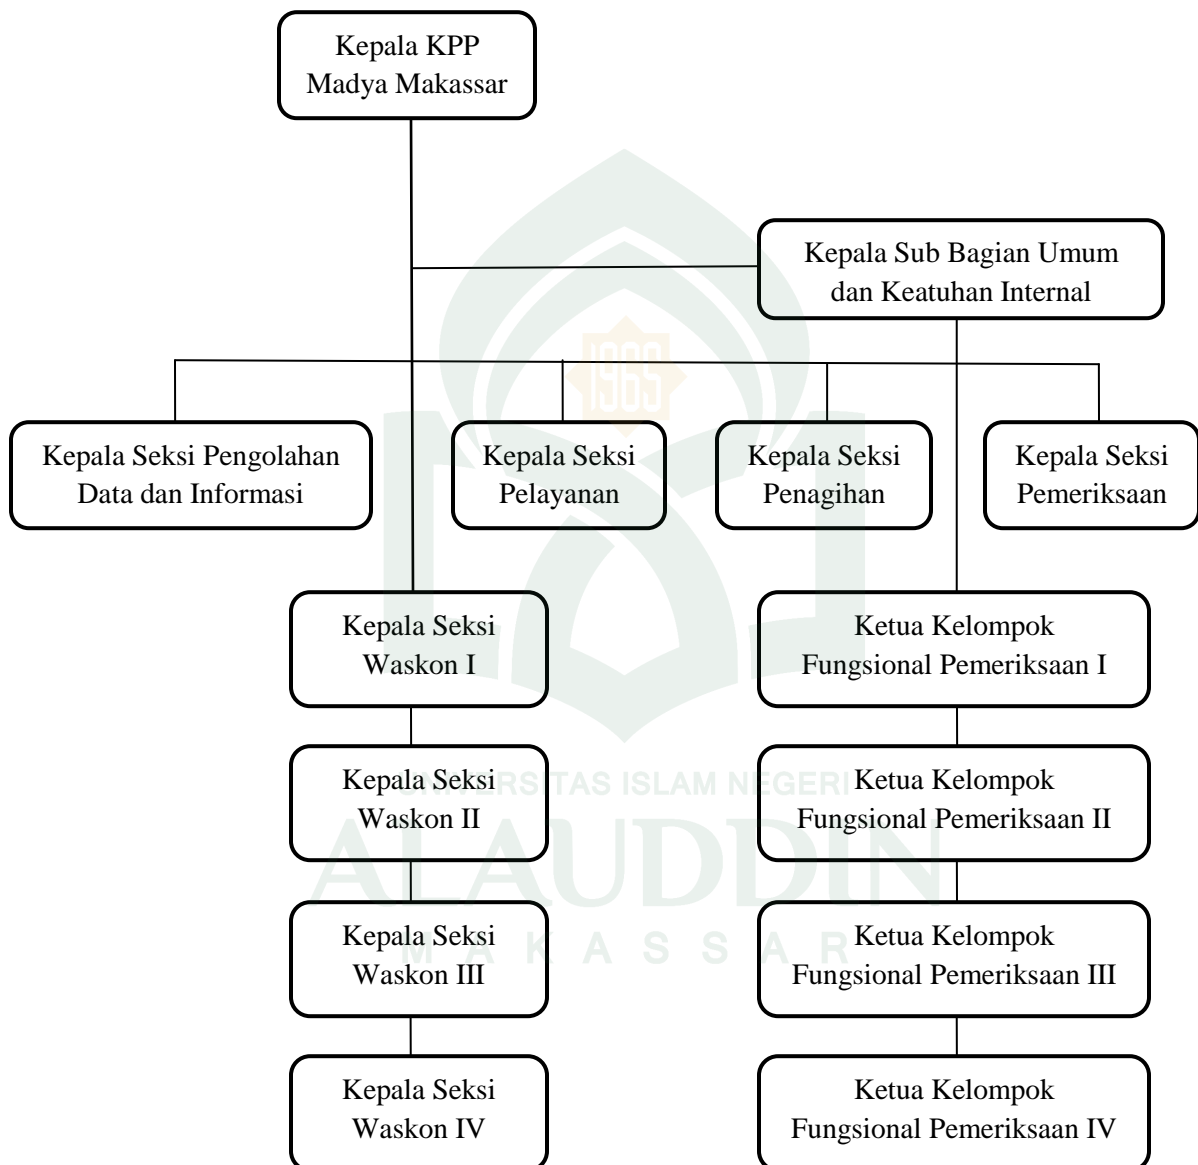 Kepala KPP
Madya Makassar
Kepala Sub Bagian Umum
dan Keatuhan Internal
1965
Kepala Seksi Pengolahan
Data dan Informasi
Kepala Seksi
Pelayanan
Kepala Seksi
Penagihan
Kepala Seksi
Pemeriksaan
Kepala Seksi
Waskon I
Ketua Kelompok
Fungsional Pemeriksaan I
Kepala Seksi
Waskon II
Ketua Kelompok
Fungsional Pemeriksaan II
UNIVERSITAS ISLAM NEGERI
ALAUDDIN
MAKASSAR
Kepala Seksi
Waskon III
Ketua Kelompok
Fungsional Pemeriksaan III
Kepala Seksi
Waskon IV
Ketua Kelompok
Fungsional Pemeriksaan IV